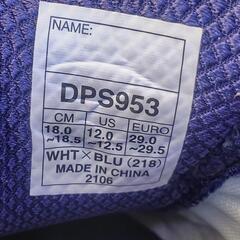 NAME:
DPS953
CM US EURO
18.0 12.0 29.0
~18.5 ~12.5 ~29.5
WHT×BLU(218)
MADE IN CHINA
2106